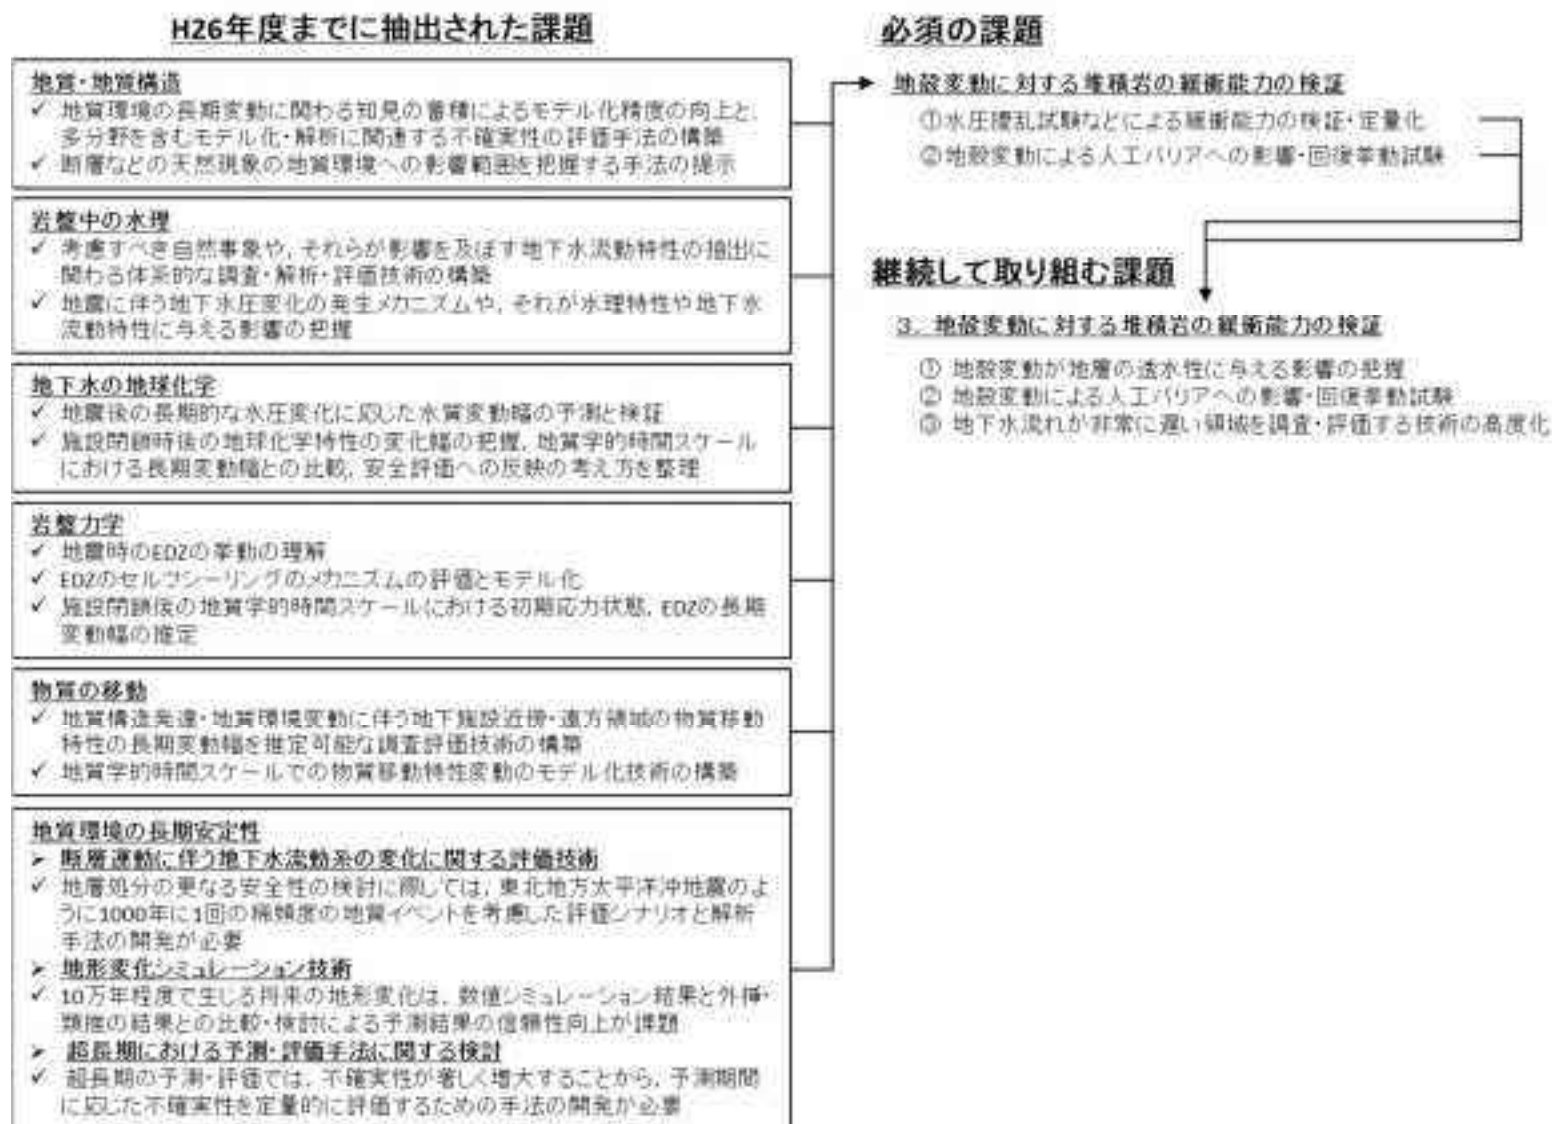 H26年度までに抽出された課題
地質・地質構造
✓ 地質環境の長期変動に関わる知見の蓄積によるモデル化精度の向上と,
多分野を含むモデル化・解析に関連する不確実性の評価手法の構築
✓ 断層などの天然現象の地質環境への影響範囲を把握する手法の提示
岩盤中の水理
✓ 考慮すべき自然事象や, それらが影響を及ぼす地下水流動特性の抽出に
関わる体系的な調査・解析・評価技術の構築
✓ 地震に伴う地下水圧変化の発生メカニズムや, それが水理特性や地下水
流動特性に与える影響の把握
地下水の地球化学
✓ 地震後の長期的な水圧変化に応じた水質変動幅の予測と検証
✓ 施設閉鎖時後の地球化学特性の変化幅の把握, 地質学的時間スケール
における長期変動幅との比較, 安全評価への反映の考え方を整理
岩盤力学
✓ 地震時のEDZの挙動の理解
✓ EDZのセルフシーリングのメカニズムの評価とモデル化
✓ 施設閉鎖後の地質学的時間スケールにおける初期応力状態, EDZの長期
変動幅の推定
物質の移動
✓ 地質構造発達・地質環境変動に伴う地下施設近傍・遠方領域の物質移動
特性の長期変動幅を推定可能な調査評価技術の構築
✓ 地質学的時間スケールでの物質移動特性変動のモデル化技術の構築
地質環境の長期安定性
➢ 断層運動に伴う地下水流動系の変化に関する評価技術
✓ 地層処分の更なる安全性の検討に際しては, 東北地方太平洋沖地震のよ
うに1000年に1回の稀頻度の地質イベントを考慮した評価シナリオと解析
手法の開発が必要
➢ 地形変化シミュレーション技術
✓ 10万年程度で生じる将来の地形変化は, 数値シミュレーション結果と外挿・
類推の結果との比較・検討による予測結果の信頼性向上が課題
➢ 超長期における予測・評価手法に関する検討
✓ 超長期の予測・評価では, 不確実性が著しく増大することから, 予測期間
に応じた不確実性を定量的に評価するための手法の開発が必要
必須の課題
地殻変動に対する堆積岩の緩衝能力の検証
①水圧擾乱試験などによる緩衝能力の検証・定量化
②地殻変動による人工バリアへの影響・回復挙動試験
継続して取り組む課題
3. 地殻変動に対する堆積岩の緩衝能力の検証
① 地殻変動が地層の透水性に与える影響の把握
② 地殻変動による人工バリアへの影響・回復挙動試験
③ 地下水流れが非常に遅い領域を調査・評価する技術の高度化